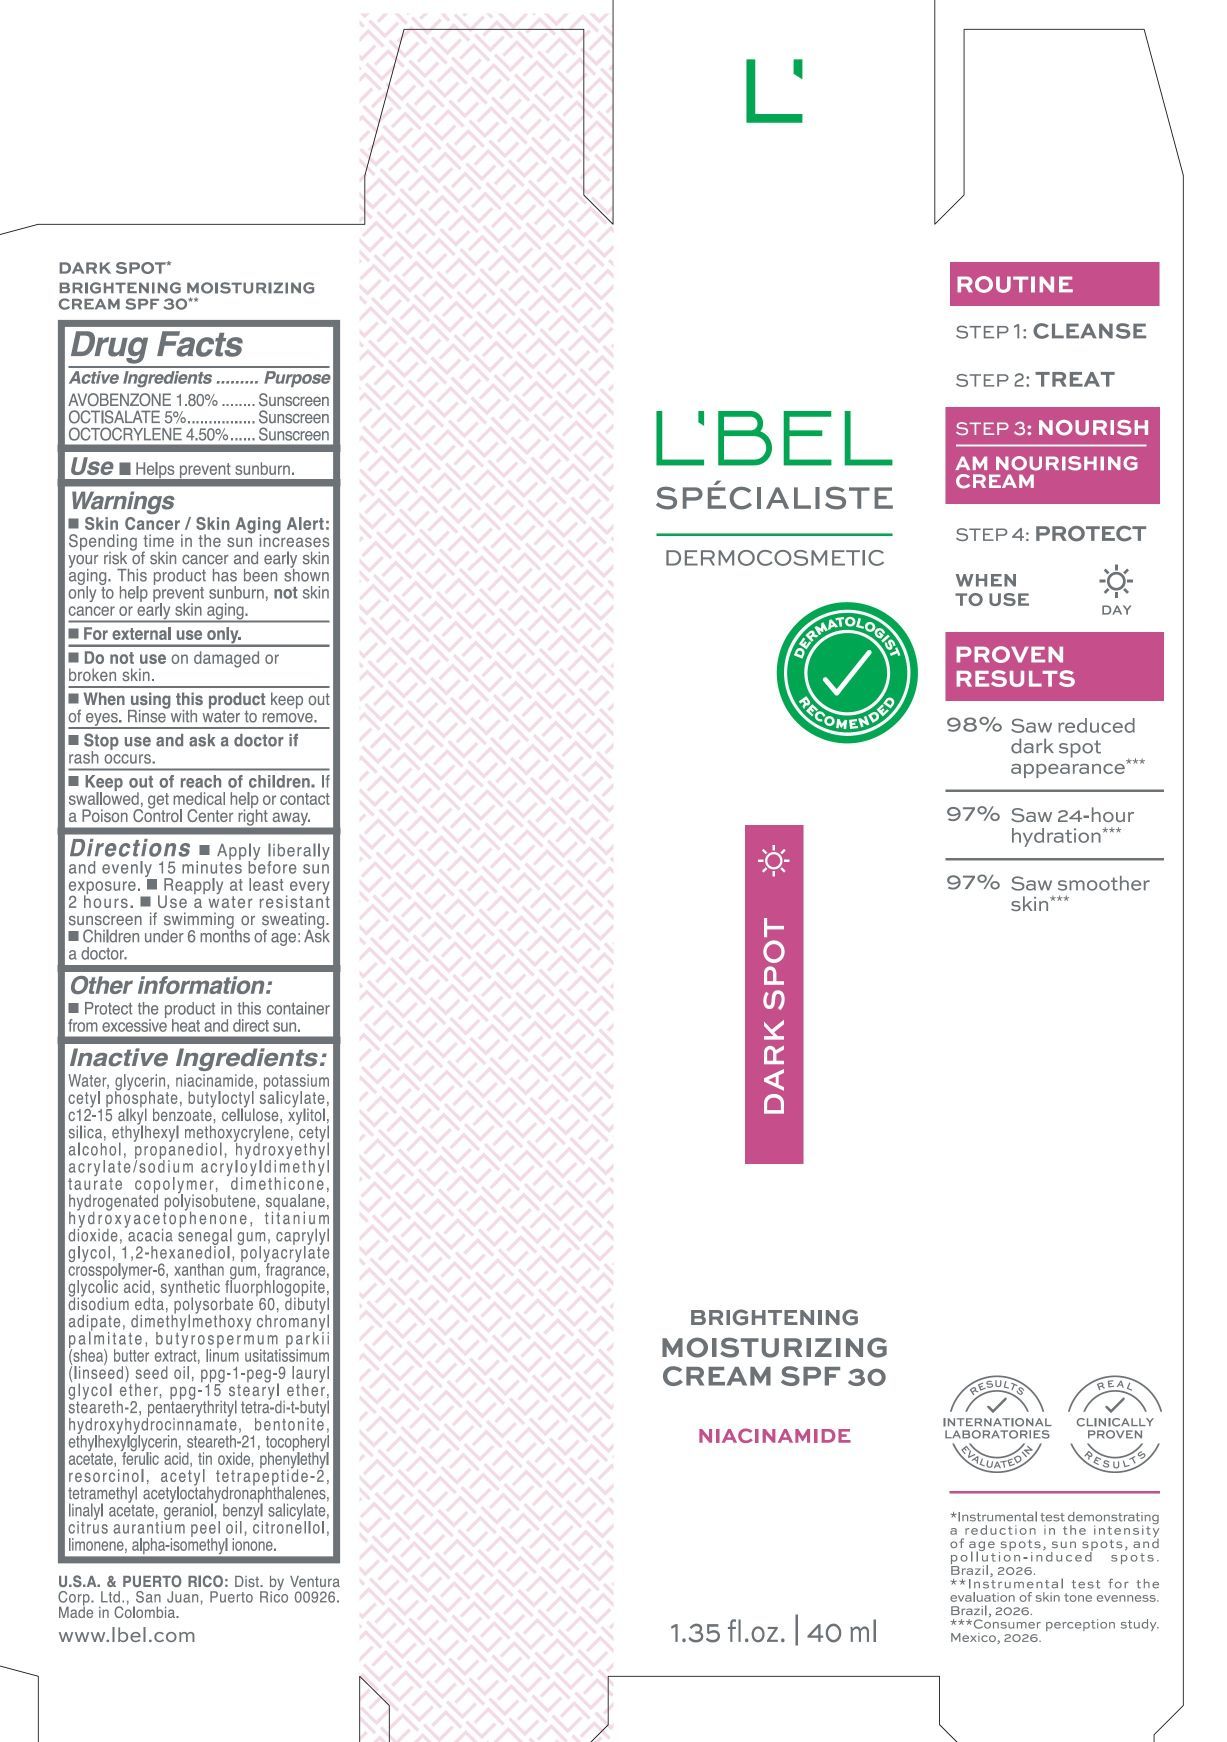 DARK SPOT*
BRIGHTENING MOISTURIZING
CREAM SPF 30**
Drug Facts
Active Ingredients ......... Purpose
AVOBENZONE 1.80% ........ Sunscreen
OCTISALATE 5%................ Sunscreen
OCTOCRYLENE 4.50%...... Sunscreen
Use ■ Helps prevent sunburn.
Warnings
■ Skin Cancer / Skin Aging Alert:
Spending time in the sun increases
your risk of skin cancer and early skin
aging. This product has been shown
only to help prevent sunburn, not skin
cancer or early skin aging.
■ For external use only.
■ Do not use on damaged or
broken skin.
■ When using this product keep out
of eyes. Rinse with water to remove.
■ Stop use and ask a doctor if
rash occurs.
■ Keep out of reach of children. If
swallowed, get medical help or contact
a Poison Control Center right away.
Directions ■ Apply liberally
and evenly 15 minutes before sun
exposure. ■ Reapply at least every
2 hours. ■ Use a water resistant
sunscreen if swimming or sweating.
■ Children under 6 months of age: Ask
a doctor.
Other information:
■ Protect the product in this container
from excessive heat and direct sun.
Inactive Ingredients:
Water, glycerin, niacinamide, potassium
cetyl phosphate, butyloctyl salicylate,
c12-15 alkyl benzoate, cellulose, xylitol,
silica, ethylhexyl methoxycrylene, cetyl
alcohol, propanediol, hydroxyethyl
acrylate/sodium acryloyldimethyl
taurate copolymer, dimethicone,
hydrogenated polyisobutene, squalane,
hydroxyacetophenone, titanium
dioxide, acacia senegal gum, caprylyl
glycol, 1,2-hexanediol, polyacrylate
crosspolymer-6, xanthan gum, fragrance,
glycolic acid, synthetic fluorphlogopite,
disodium edta, polysorbate 60, dibutyl
adipate, dimethylmethoxy chromanyl
palmitate, butyrospermum parkii
(shea) butter extract, linum usitatissimum
(linseed) seed oil, ppg-1-peg-9 lauryl
glycol ether, ppg-15 stearyl ether,
steareth-2, pentaerythrityl tetra-di-t-butyl
hydroxyhydrocinnamate, bentonite,
ethylhexylglycerin, steareth-21, tocopheryl
acetate, ferulic acid, tin oxide, phenylethyl
resorcinol, acetyl tetrapeptide-2,
tetramethyl acetyloctahydronaphthalenes,
linalyl acetate, geraniol, benzyl salicylate,
citrus aurantium peel oil, citronellol,
limonene, alpha-isomethyl ionone.
U.S.A. & PUERTO RICO: Dist. by Ventura
Corp. Ltd., San Juan, Puerto Rico 00926.
Made in Colombia.
www.lbel.com
L'
L'BEL
SPÉCIALISTE
DERMOCOSMETIC
DERMATOLOGIST
RECOMENDED
DARK SPOT
BRIGHTENING
MOISTURIZING
CREAM SPF 30
NIACINAMIDE
1.35 fl.oz. | 40 ml
ROUTINE
STEP 1: CLEANSE
STEP 2: TREAT
STEP 3: NOURISH
AM NOURISHING
CREAM
STEP 4: PROTECT
WHEN
TO USE
DAY
PROVEN
RESULTS
98% Saw reduced
dark spot
appearance***
97% Saw 24-hour
hydration***
97% Saw smoother
skin***
RESULTS
INTERNATIONAL
LABORATORIES
EVALUATED IN
REAL
CLINICALLY
PROVEN
RESULTS
*Instrumental test demonstrating
a reduction in the intensity
of age spots, sun spots, and
pollution-induced spots.
Brazil, 2026.
**Instrumental test for the
evaluation of skin tone evenness.
Brazil, 2026.
***Consumer perception study.
Mexico, 2026.